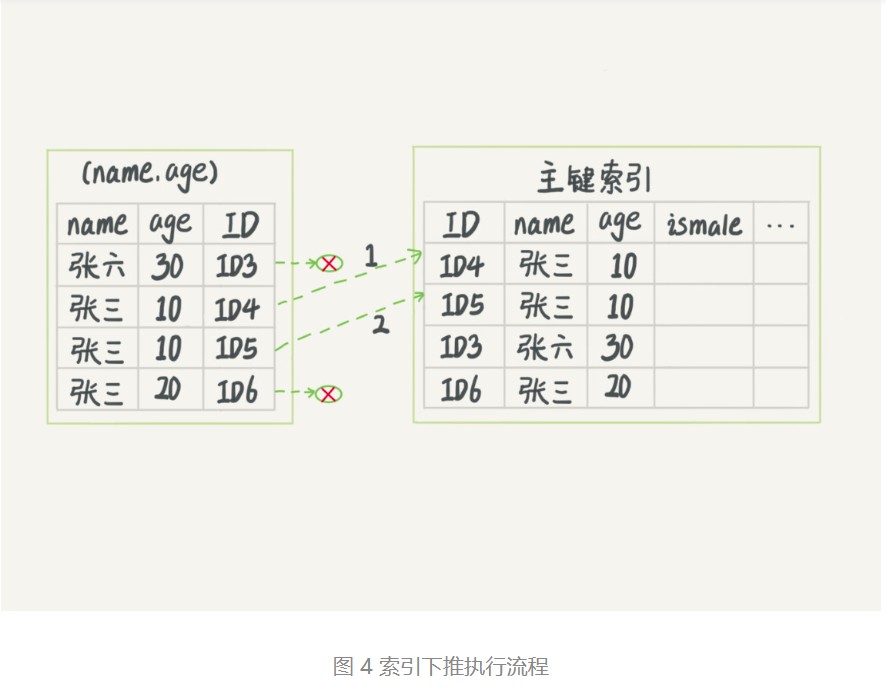 (name.age)
name age ID
张六 30 ID3
张三 10 ID4
张三 10 ID5
张三 20 ID6
1
2
主键索引
ID name age ismale ...
ID4 张三 10
ID5 张三 10
ID3 张六 30
ID6 张三 20
图 4 索引下推执行流程